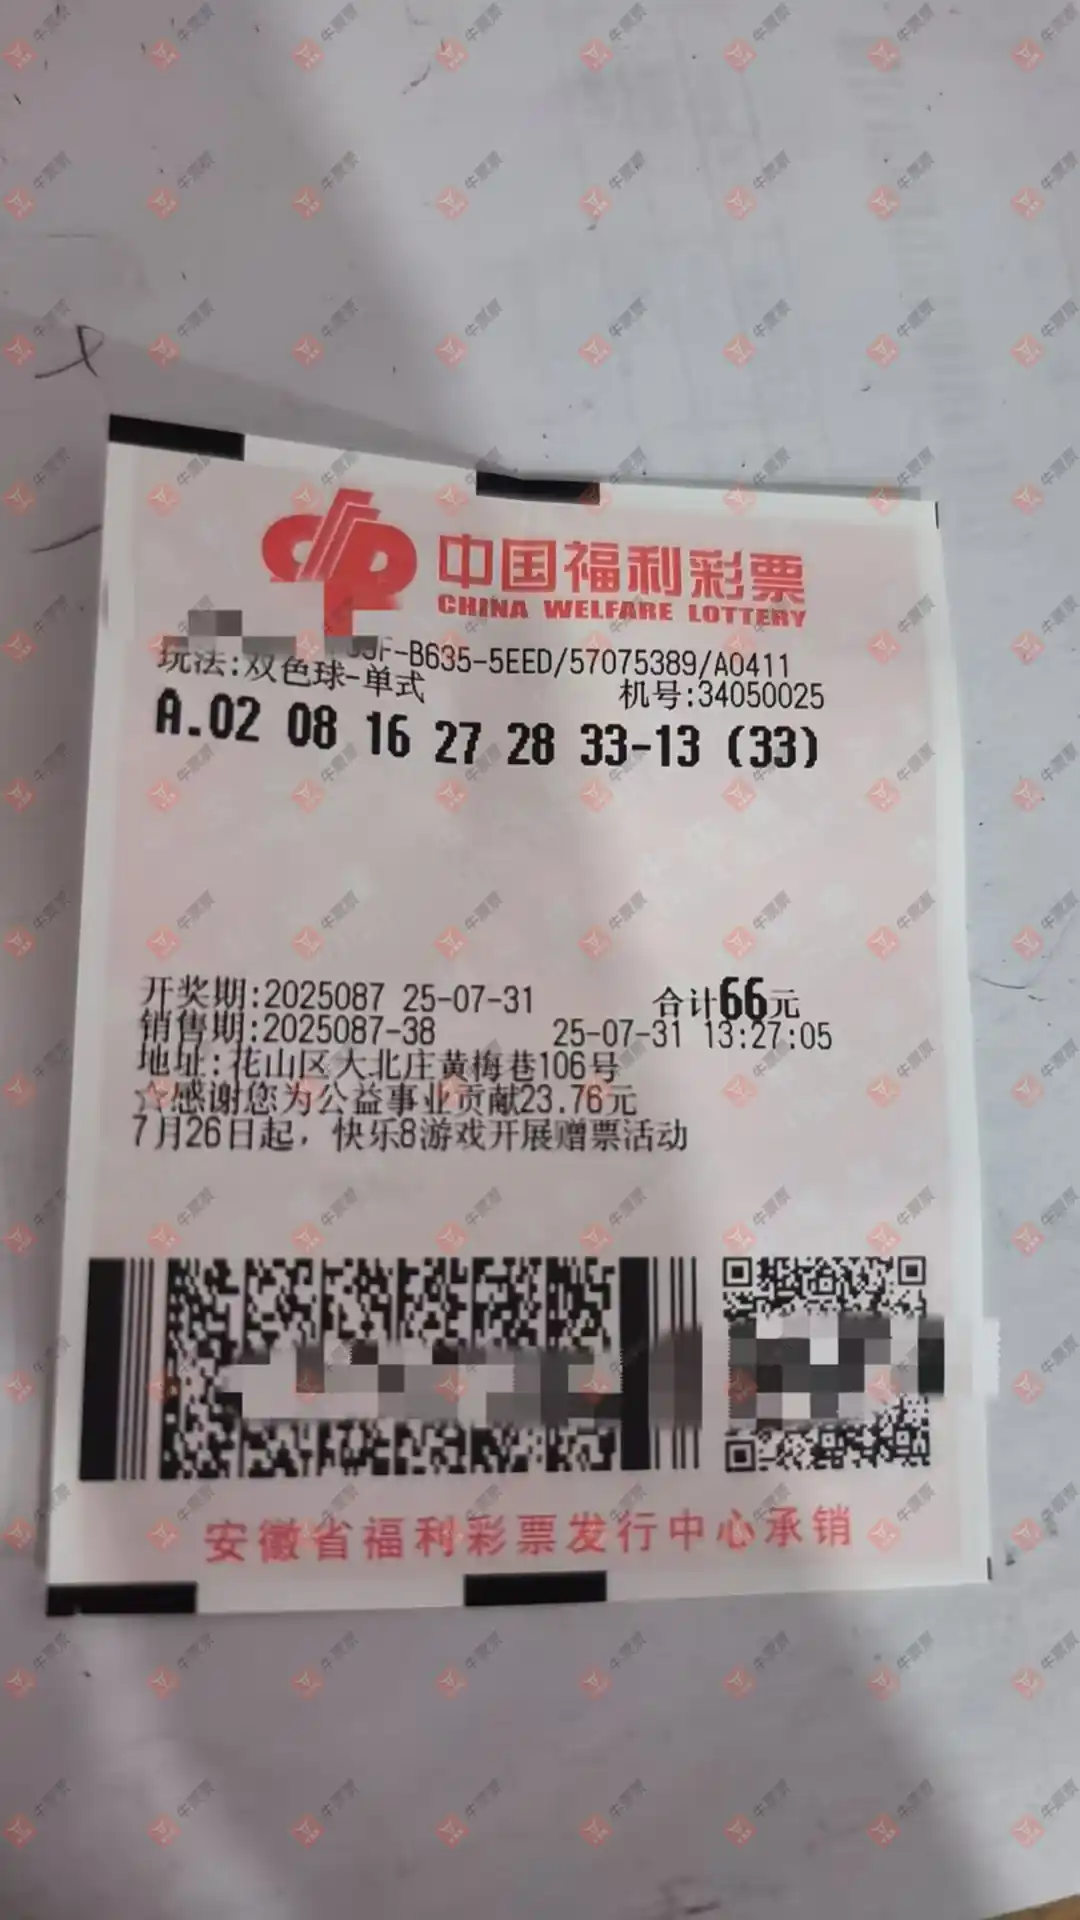 中国福利彩票
CHINA WELFARE LOTTERY
F-B635-5EED/57075389/A0411
玩法:双色球-单式
机号:34050025
A.02 08 16 27 28 33-13 (33)
开奖期:2025087 25-07-31 合计66元
销售期:2025087-38 25-07-31 13:27:05
地址:花山区大北庄黄梅巷106号
☆感谢您为公益事业贡献23.76元
7月26日起，快乐8游戏开展赠票活动
安徽省福利彩票发行中心承销